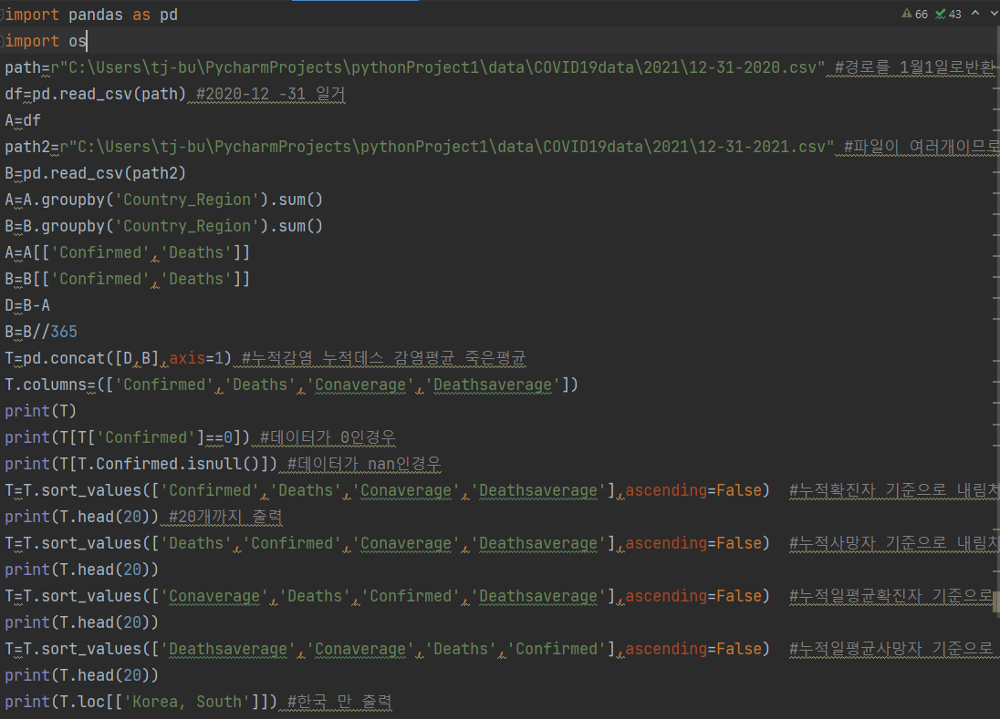 import pandas as pd
66 43
import os
path=r"C:\Users\tj-bu\PycharmProjects\pythonProject1\data\COVID19data\2021\12-31-2020.csv" #경로를 1월1일로반환
df=pd.read_csv(path) #2020-12 -31 일거
A=df
path2=r"C:\Users\tj-bu\PycharmProjects\pythonProject1\data\COVID19data\2021\12-31-2021.csv" #파일이 여러개이므로
B=pd.read_csv(path2)
A=A.groupby('Country_Region').sum()
B=B.groupby('Country_Region').sum()
A=A[['Confirmed','Deaths']]
B=B[['Confirmed','Deaths']]
D=B-A
B=B//365
T=pd.concat([D,B],axis=1) #누적감염 누적데스 감염평균 죽은평균
T.columns=(['Confirmed','Deaths','Conaverage','Deathsaverage'])
print(T)
print(T[T['Confirmed']==0]) #데이터가 0인경우
print(T[T.Confirmed.isnull()]) #데이터가 nan인경우
T=T.sort_values(['Confirmed','Deaths','Conaverage','Deathsaverage'],ascending=False)  #누적확진자 기준으로 내림차
print(T.head(20)) #20개까지 출력
T=T.sort_values(['Deaths','Confirmed','Conaverage','Deathsaverage'],ascending=False)  #누적사망자 기준으로 내림차
print(T.head(20))
T=T.sort_values(['Conaverage','Deaths','Confirmed','Deathsaverage'],ascending=False)  #누적일평균확진자 기준으로
print(T.head(20))
T=T.sort_values(['Deathsaverage','Conaverage','Deaths','Confirmed'],ascending=False)  #누적일평균사망자 기준으로
print(T.head(20))
print(T.loc[['Korea, South']]) #한국 만 출력